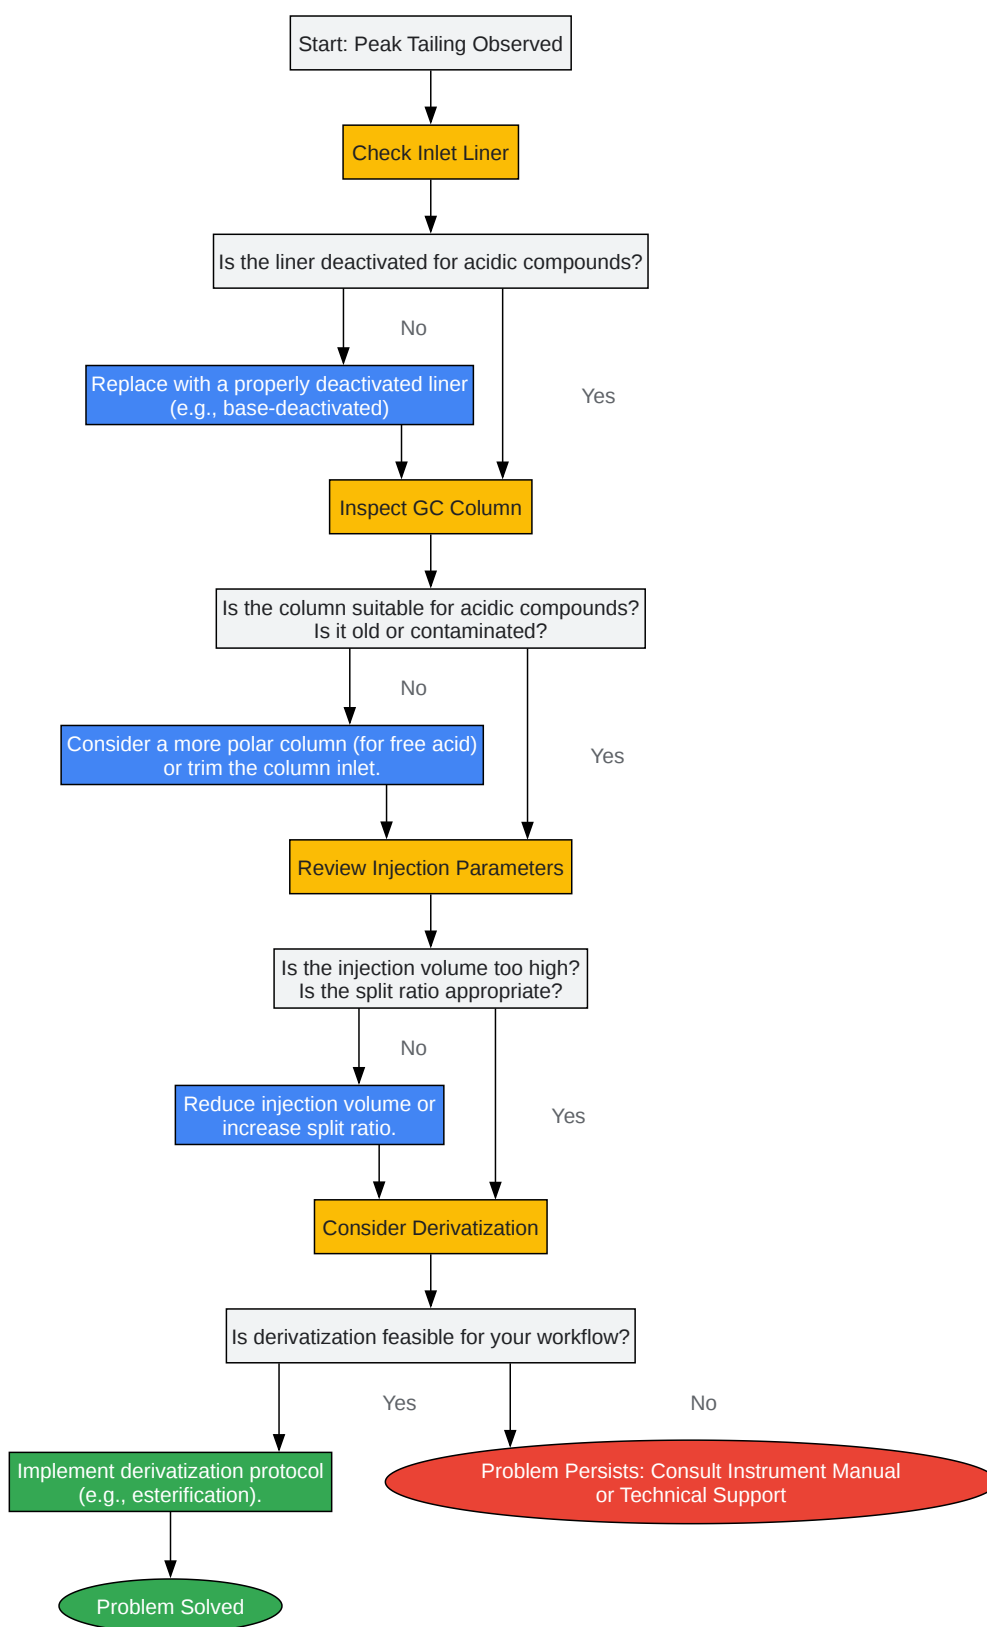 Start: Peak Tailing Observed
Check Inlet Liner
Is the liner deactivated for acidic compounds?
No
Replace with a properly deactivated liner
(e.g., base-deactivated)
Yes
Inspect GC Column
Is the column suitable for acidic compounds?
Is it old or contaminated?
No
Consider a more polar column (for free acid)
or trim the column inlet.
Yes
Review Injection Parameters
Is the injection volume too high?
Is the split ratio appropriate?
No
Reduce injection volume or
increase split ratio.
Yes
Consider Derivatization
Is derivatization feasible for your workflow?
Yes
No
Implement derivatization protocol
(e.g., esterification).
Problem Persists: Consult Instrument Manual
or Technical Support
Problem Solved